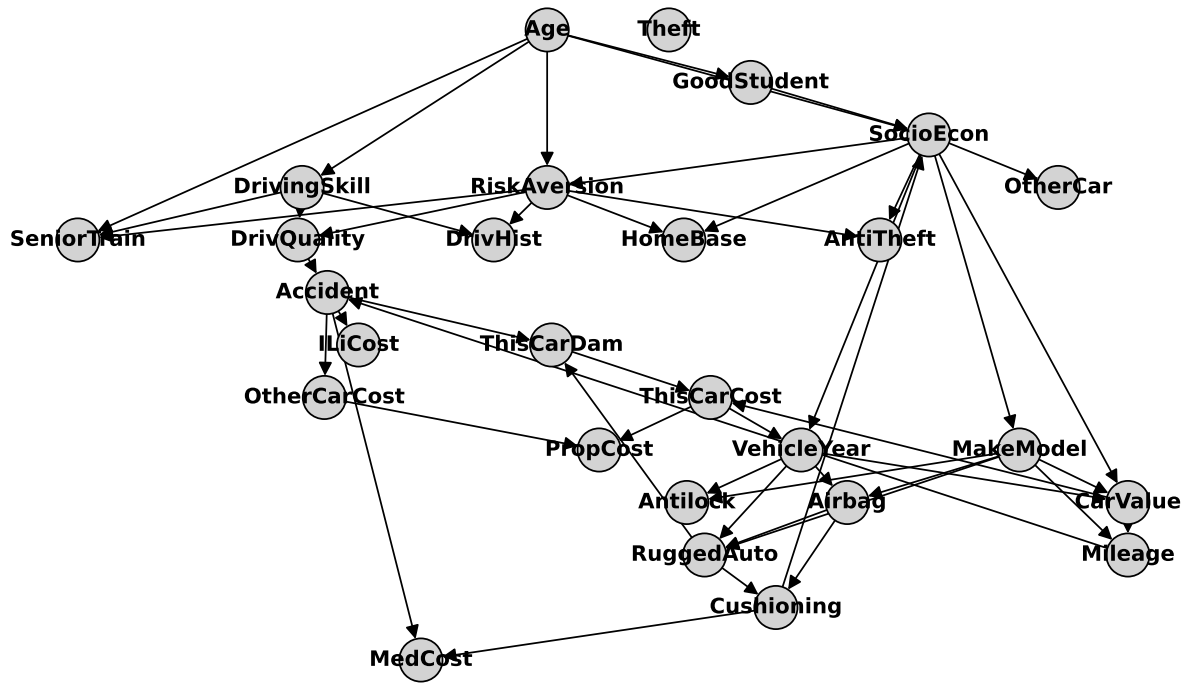 Age
Theft
GoodStudent
SocioEcon
DrivingSkill
RiskAversion
OtherCar
SeniorTrain
DrivQuality
DrivHist
HomeBase
AntiTheft
Accident
ILiCost
ThisCarDam
OtherCarCost
ThisCarCost
PropCost
VehicleYear
MakeModel
Antilock
Airbag
CarValue
RuggedAuto
Mileage
Cushioning
MedCost